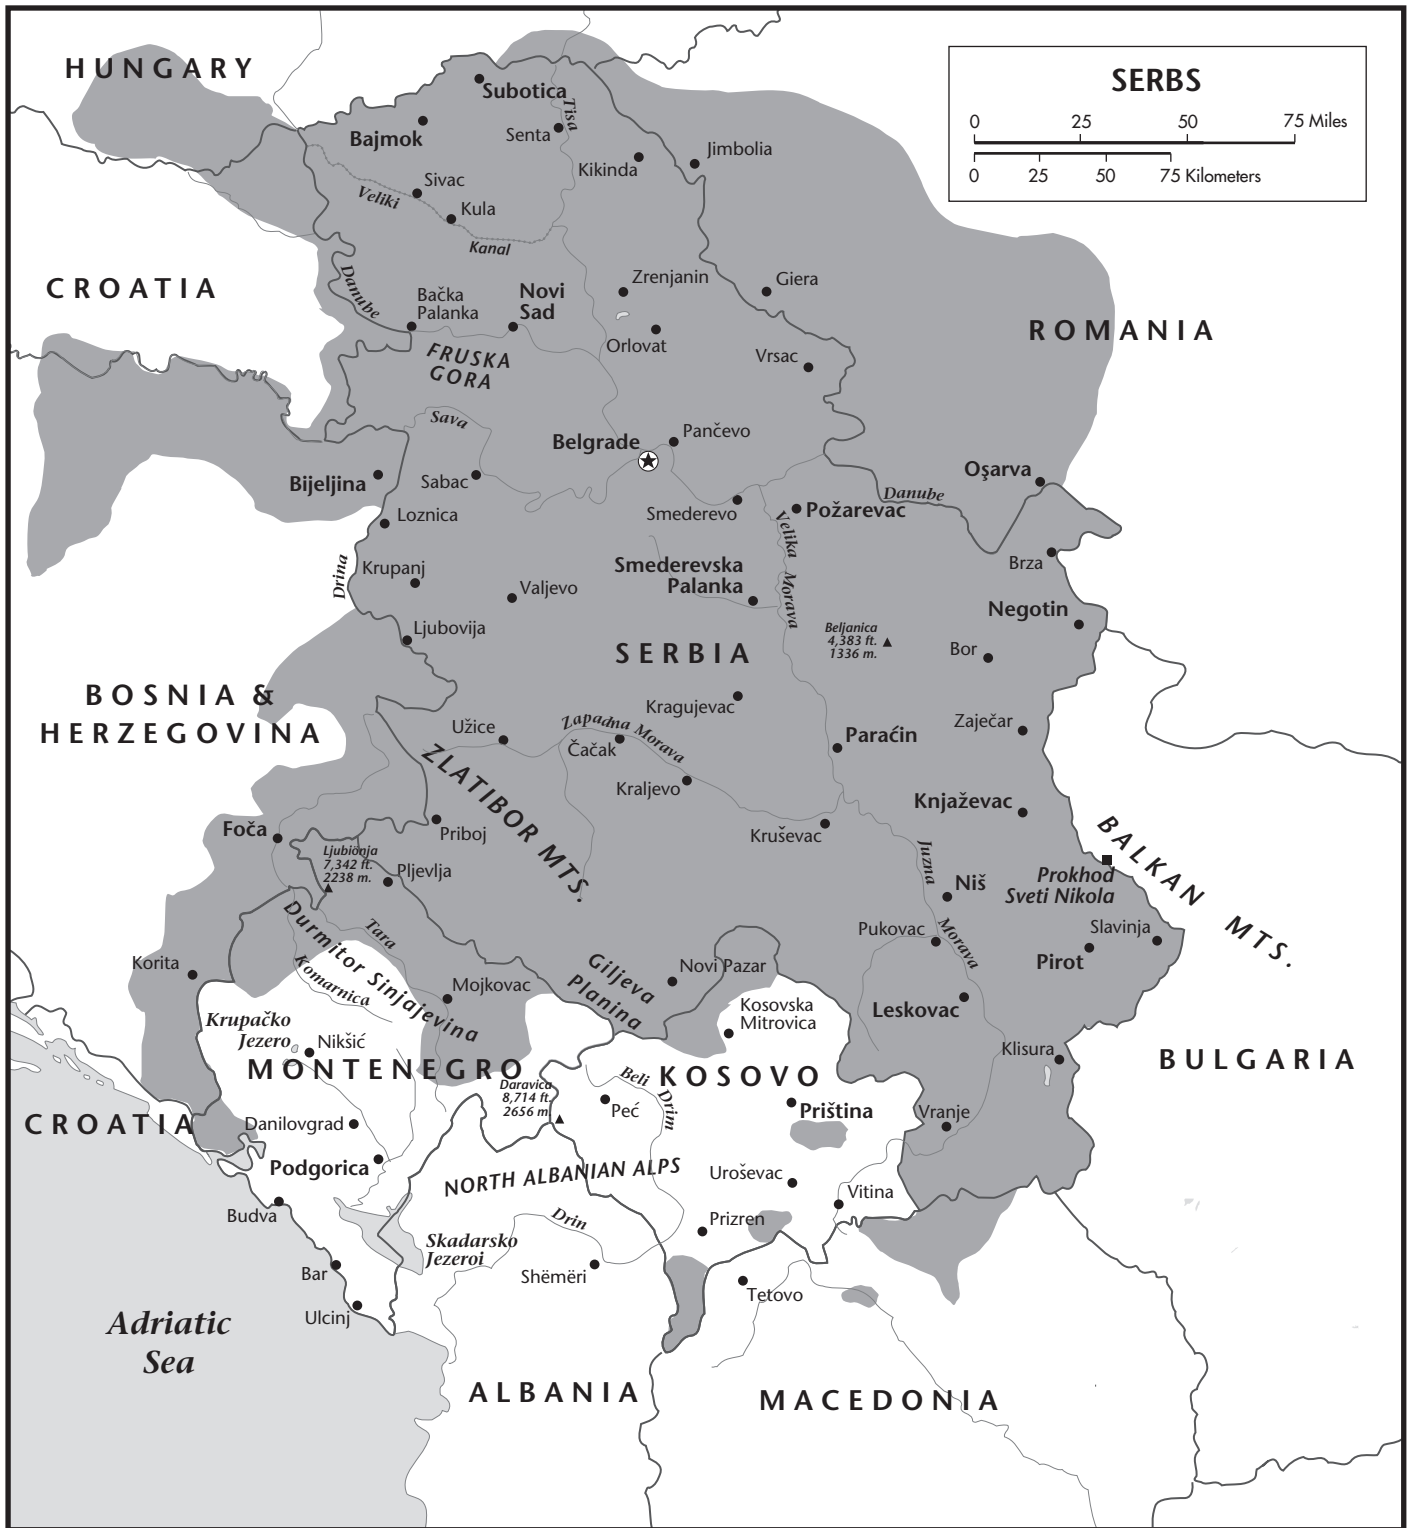 HUNGARY
SERBS
0 25 50 75 Miles
0 25 50 75 Kilometers
Subotica
Tisa
Bajmok
Senta
Kikinda
Jimbolia
Sivac
Veliki
Kula
Kanal
CROATIA
Danube
Bačka
Palanka
Novi
Sad
Zrenjanin
Giera
ROMANIA
Orlovat
FRUSKA
GORA
Vrsac
Sava
Belgrade
Pančevo
Bijeljina
Sabac
Oşarva
Danube
Loznica
Smederevo
Požarevac
Velika
Morava
Drina
Krupanj
Valjevo
Smederevska
Palanka
Brza
Negotin
Ljubovija
Beljanica
4,383 ft.
1336 m.
Bor
SERBIA
BOSNIA &
HERZEGOVINA
Kragujevac
Užice
Zapadna Morava
Čačak
Zaječar
Paraćin
ZLATIBOR MTS.
Kraljevo
Knjaževac
Foča
Priboj
Kruševac
BALKAN MTS.
Ljubiönja
7,342 ft.
2238 m.
Pljevlja
Juzna
Morava
Niš
Prokhod
Sveti Nikola
Durmitor Sinjajevina
Tara
Pukovac
Slavinja
Korita
Komarnica
Mojkovac
Giljeva
Planina
Novi Pazar
Pirot
Kosovska
Mitrovica
Leskovac
Krupačko
Jezero
Nikšić
Klisura
MONTENEGRO
KOSOVO
BULGARIA
Daravica
8,714 ft.
2656 m.
Beli
Drim
Peć
Priština
CROATIA
Danilovgrad
Vranje
Podgorica
NORTH ALBANIAN ALPS
Uroševac
Vitina
Budva
Drin
Prizren
Skadarsko
Jezeroi
Bar
Shëmëri
Tetovo
Ulcinj
Adriatic
Sea
ALBANIA
MACEDONIA